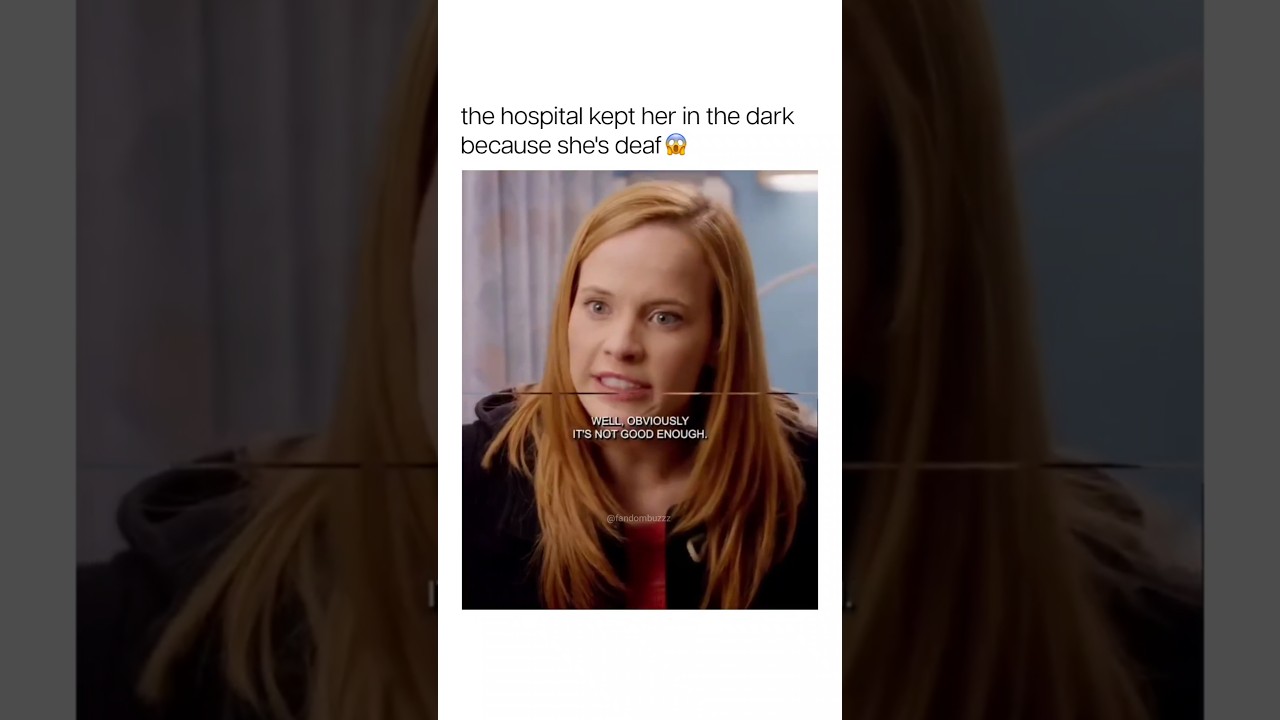 the hospital kept her in the dark
because she's deaf😱
WELL, OBVIOUSLY
IT'S NOT GOOD ENOUGH.
@fandombuzzz